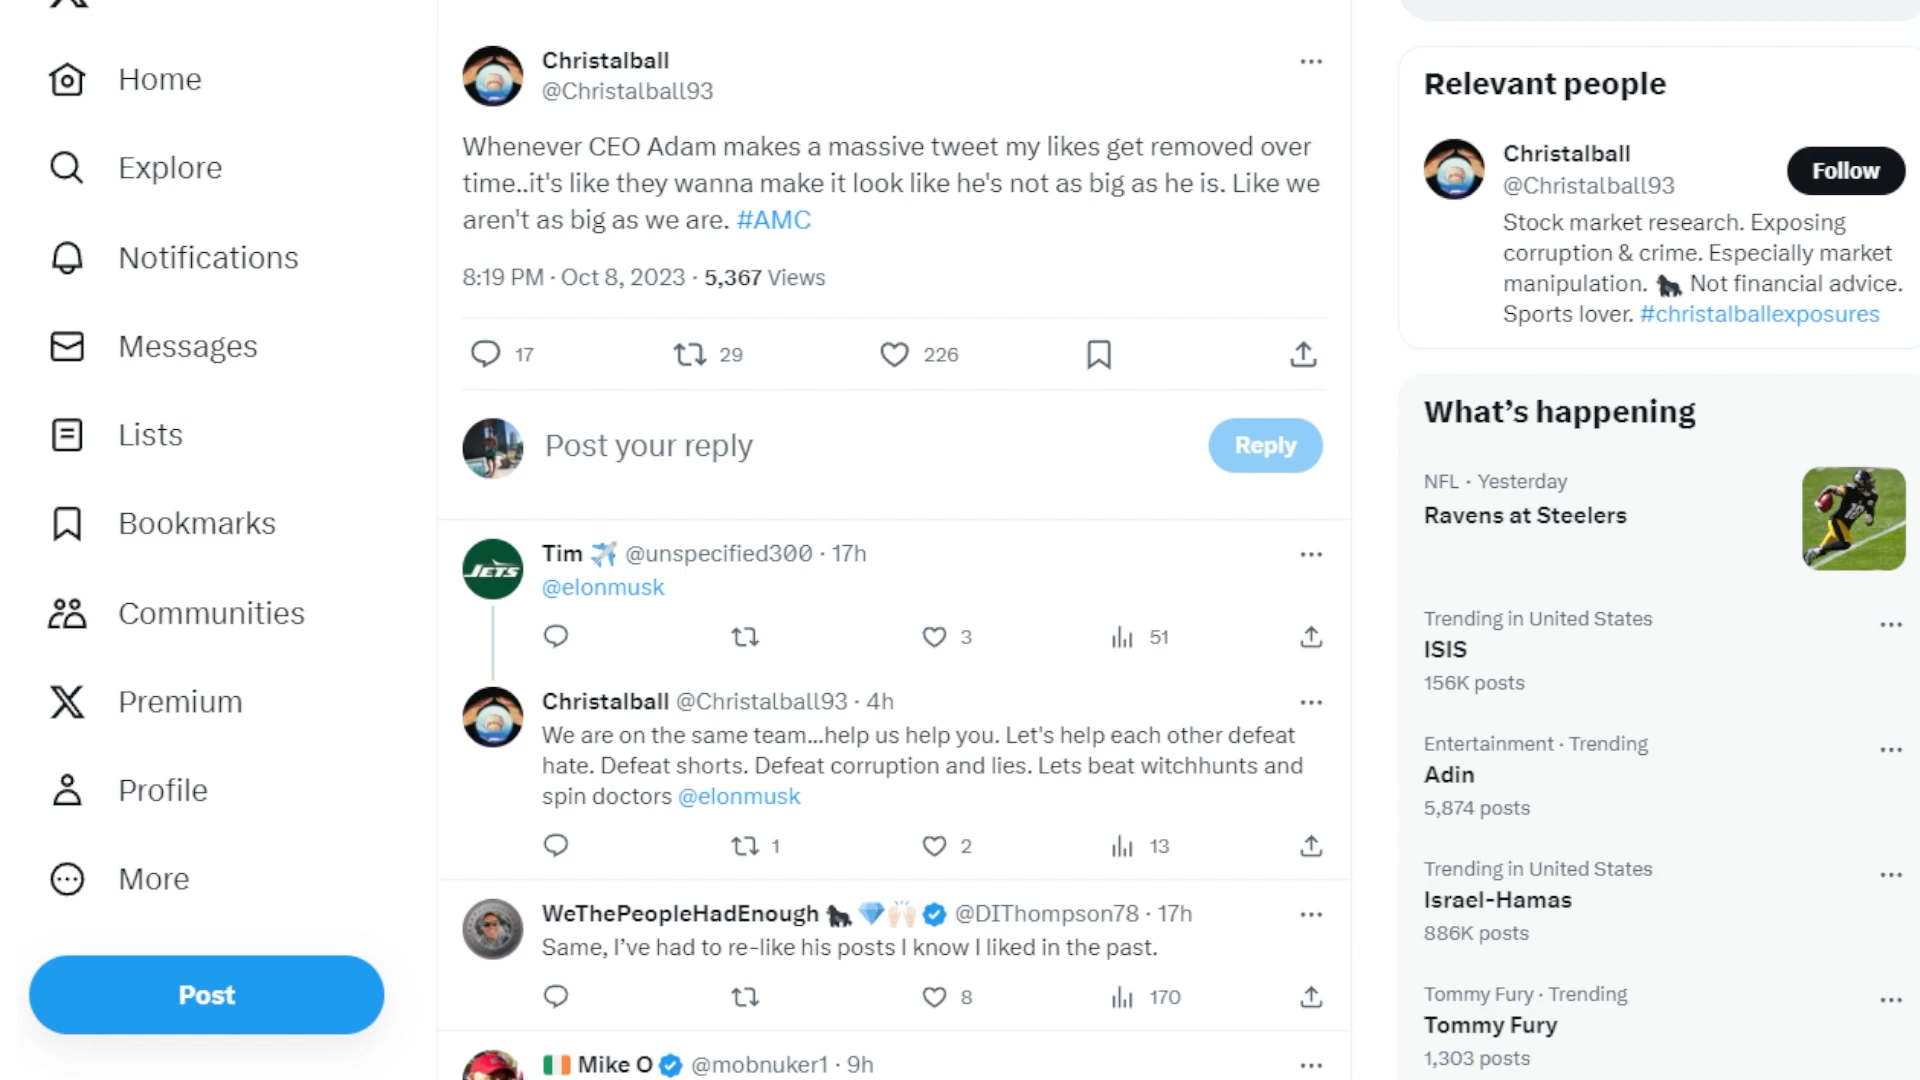 Home
Explore
Notifications
Messages
Lists
Bookmarks
Communities
Premium
Profile
More
Post
Christalball
@Christalball93
Whenever CEO Adam makes a massive tweet my likes get removed over
time..it's like they wanna make it look like he's not as big as he is. Like we
aren't as big as we are. #AMC
8:19 PM · Oct 8, 2023 · 5,367 Views
17 29 226
Post your reply
Reply
JETS
Tim ✈️ @unspecified300 · 17h
@elonmusk
3 51
Christalball @Christalball93 · 4h
We are on the same team...help us help you. Let's help each other defeat
hate. Defeat shorts. Defeat corruption and lies. Lets beat witchhunts and
spin doctors @elonmusk
1 2 13
WeThePeopleHadEnough 🦍💎🙌🏻 @DIThompson78 · 17h
Same, I’ve had to re-like his posts I know I liked in the past.
8 170
🇮🇪 Mike O @mobnuker1 · 9h
Relevant people
Christalball
@Christalball93
Follow
Stock market research. Exposing
corruption & crime. Especially market
manipulation. 🦍 Not financial advice.
Sports lover. #christalballexposures
What’s happening
NFL · Yesterday
Ravens at Steelers
18
Trending in United States
ISIS
156K posts
Entertainment · Trending
Adin
5,874 posts
Trending in United States
Israel-Hamas
886K posts
Tommy Fury · Trending
Tommy Fury
1,303 posts